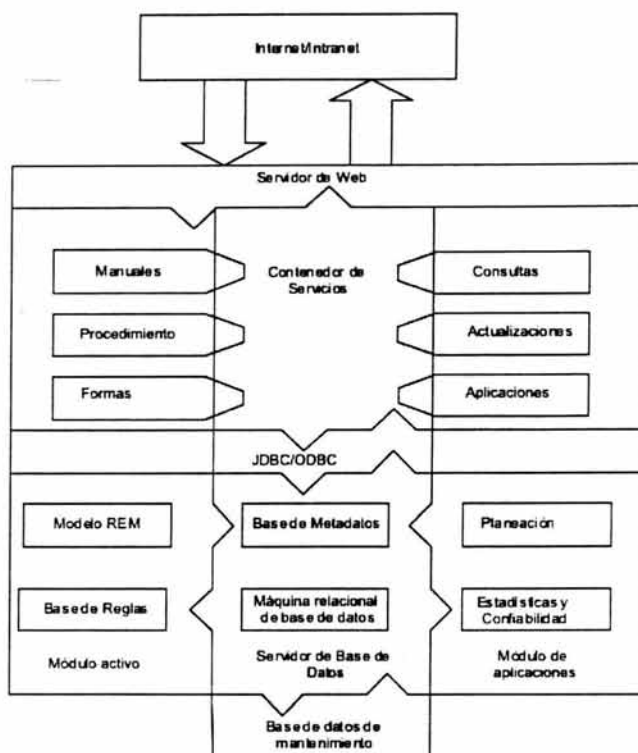 Internet/Intranet
Servidor de Web
Manuales
Contenedor de
Servicios
Consultas
Procedimiento
Actualizaciones
Formas
Aplicaciones
JDBC/ODBC
Modelo REM
Base de Metadatos
Planeación
Base de Reglas
Máquina relacional
de base de datos
Estadísticas y
Confiabilidad
Módulo activo
Servidor de Base de
Datos
Módulo de
aplicaciones
Base de datos de
mantenimiento